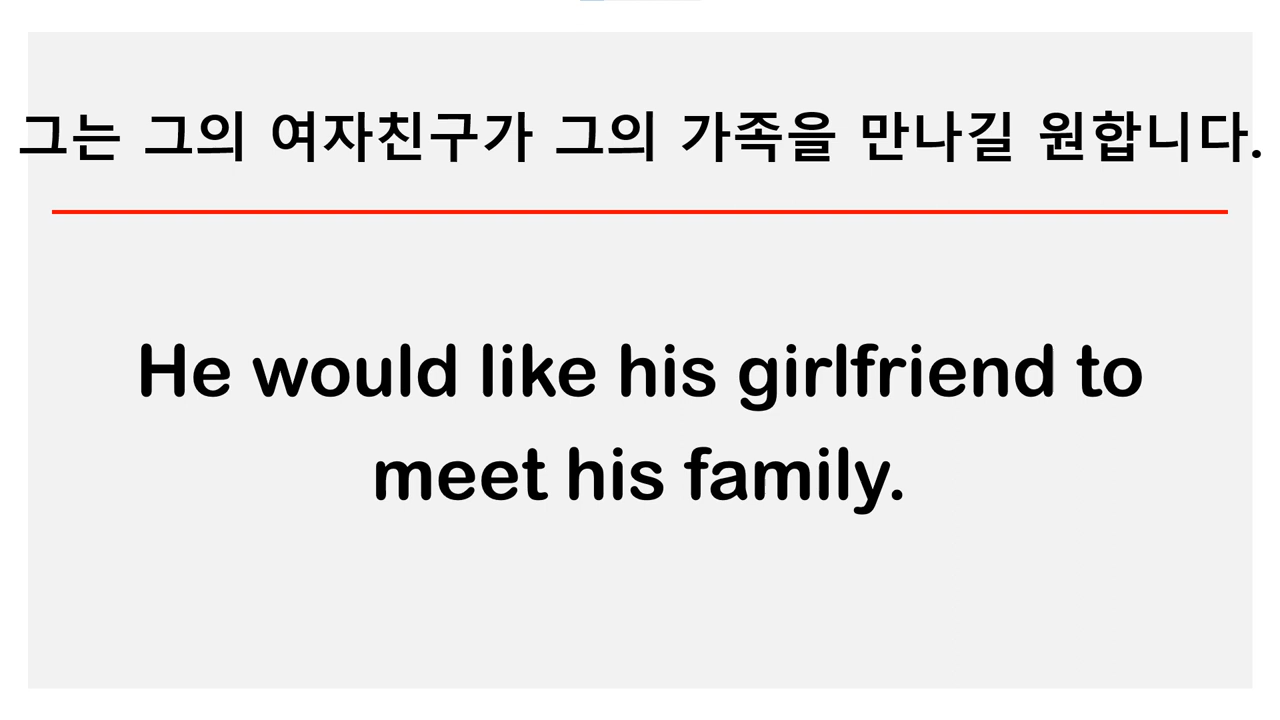 그는 그의 여자친구가 그의 가족을 만나길 원합니다.
He would like his girlfriend to
meet his family.